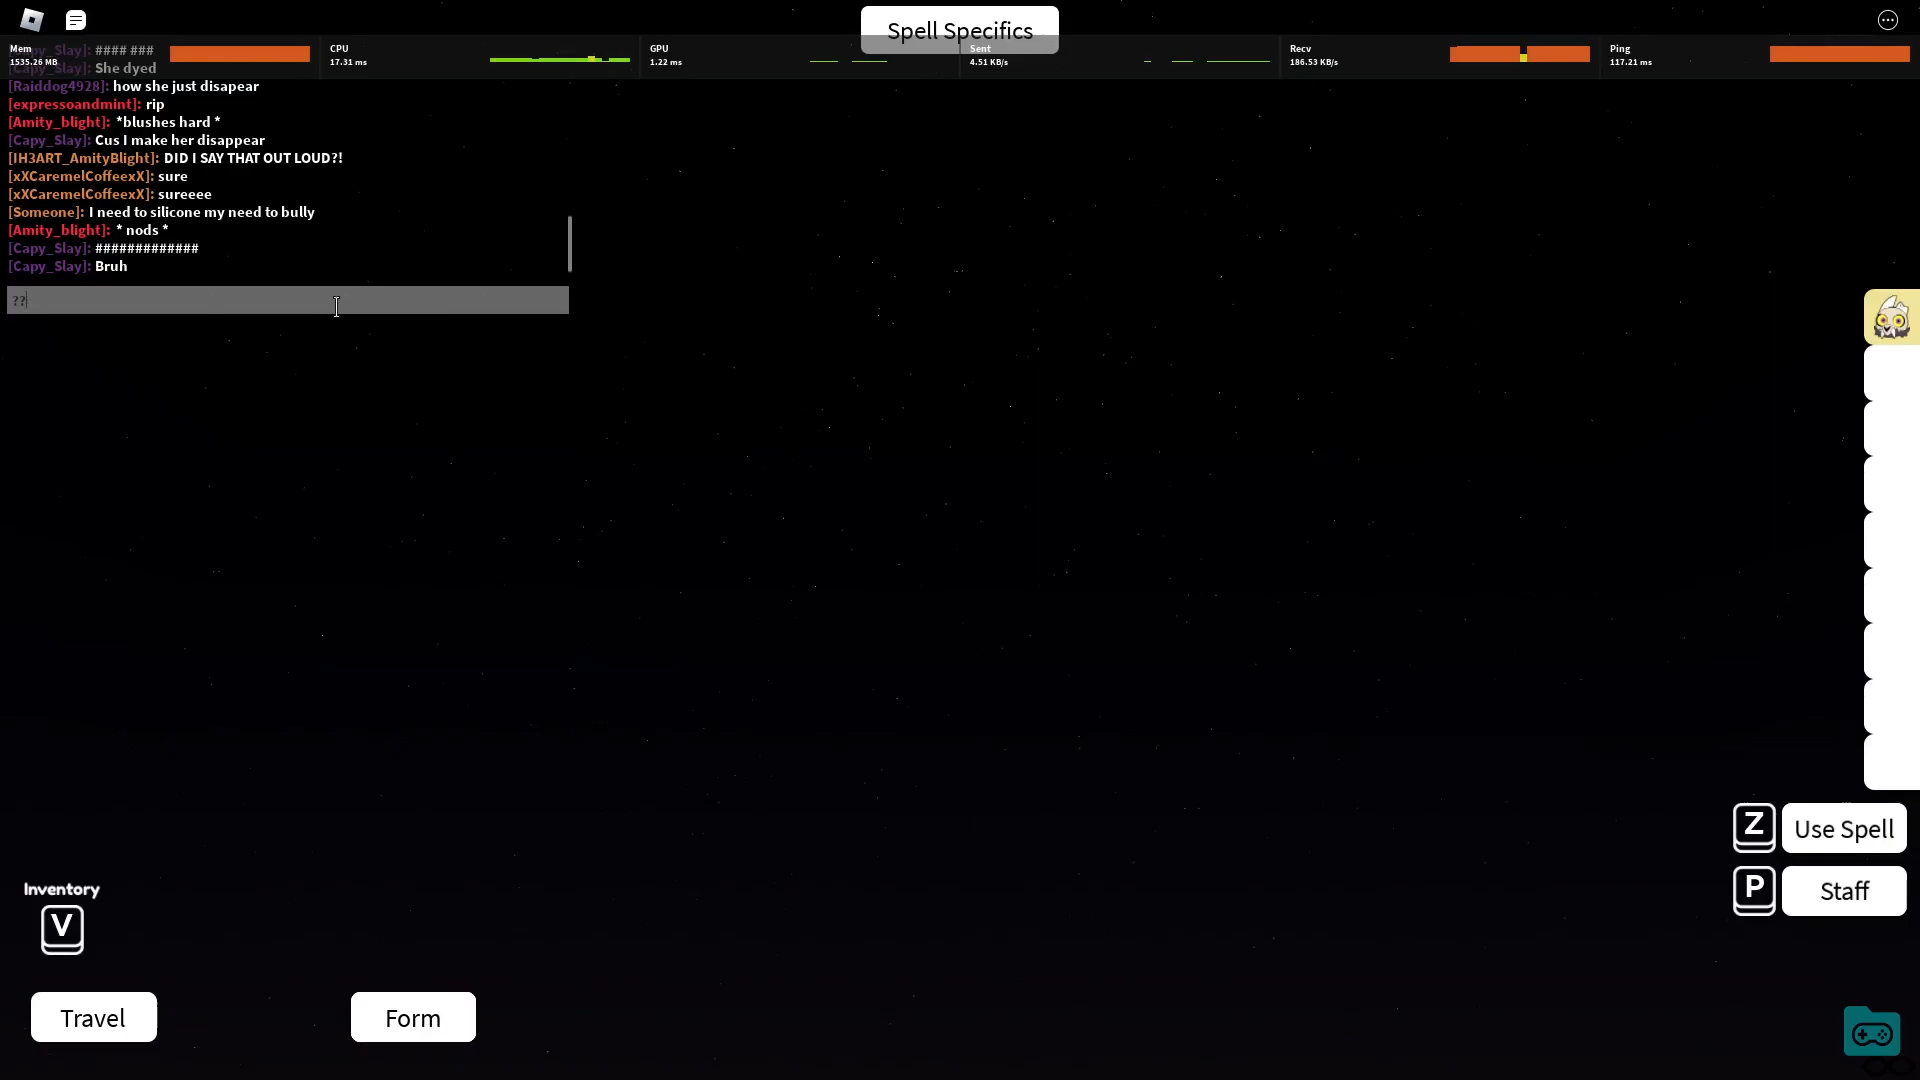 Spell Specifics
Mem
1535.26 MB
CPU
17.31 ms
GPU
1.22 ms
Sent
4.51 KB/s
Recv
186.53 KB/s
Ping
117.21 ms
[Capy_Slay]: #### ###
[Capy_Slay]: She dyed
[Raiddog4928]: how she just disapear
[expressoandmint]: rip
[Amity_blight]: *blushes hard *
[Capy_Slay]: Cus I make her disappear
[IH3ART_AmityBlight]: DID I SAY THAT OUT LOUD?!
[xXCaremelCoffeexX]: sure
[xXCaremelCoffeexX]: sureeee
[Someone]: I need to silicone my need to bully
[Amity_blight]: * nods *
[Capy_Slay]: #############
[Capy_Slay]: Bruh
??
Z
Use Spell
P
Staff
Inventory
V
Travel
Form